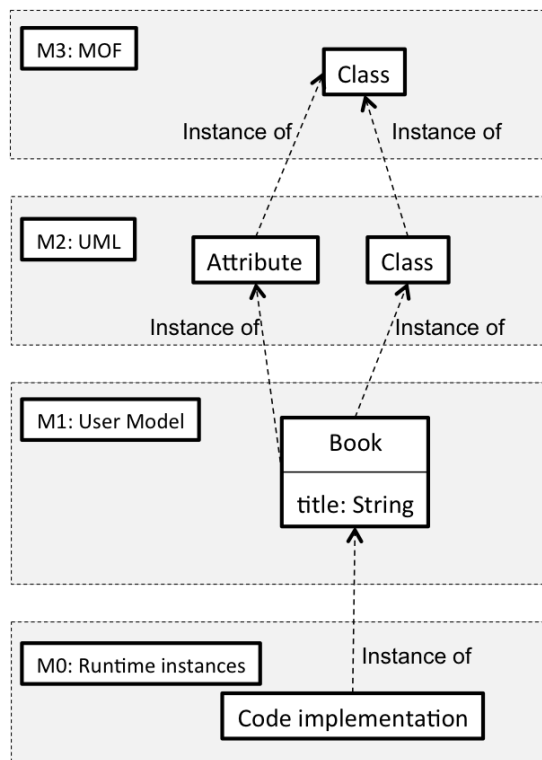 M3: MOF
Class
Instance of
Instance of
M2: UML
Attribute
Class
Instance of
Instance of
M1: User Model
Book
title: String
M0: Runtime instances
Instance of
Code implementation